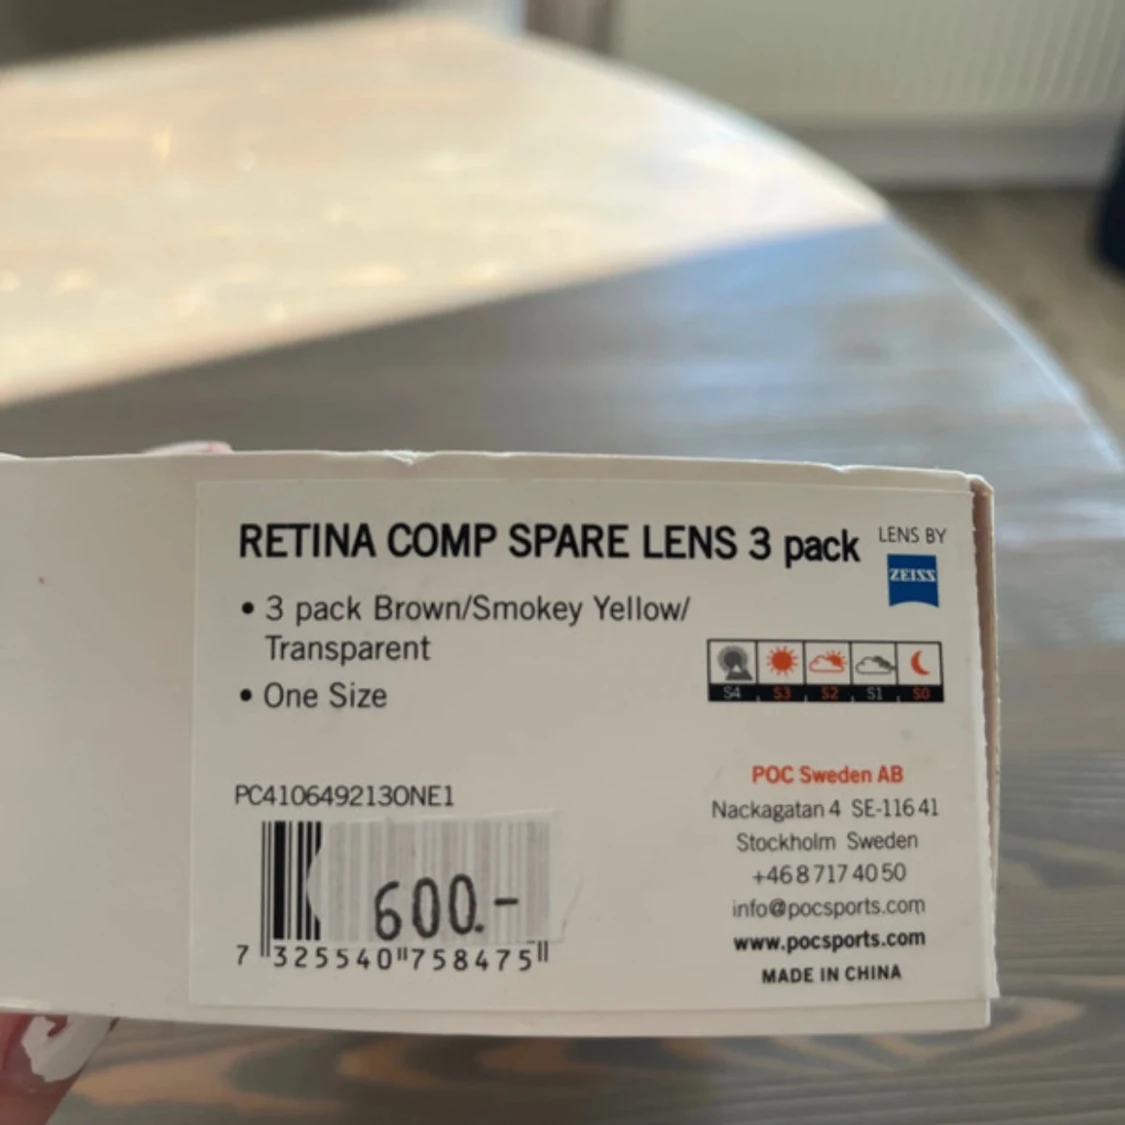 RETINA COMP SPARE LENS 3 pack
LENS BY
ZEISS
• 3 pack Brown/Smokey Yellow/
Transparent
• One Size
S4 S3 S2 S1 S0
PC410649213ONE1
600.-
7 325540 758475
POC Sweden AB
Nackagatan 4 SE-116 41
Stockholm Sweden
+46 8 717 40 50
info@pocsports.com
www.pocsports.com
MADE IN CHINA